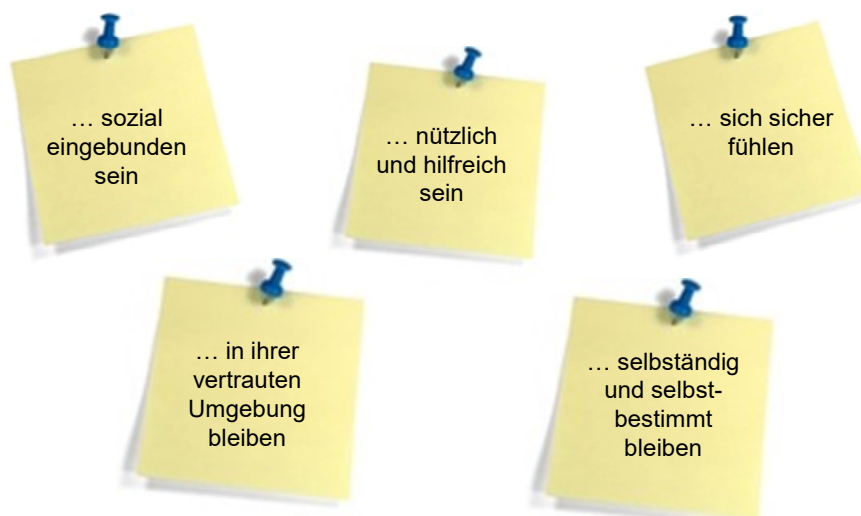 … sozial
eingebunden
sein
… nützlich
und hilfreich
sein
… sich sicher
fühlen
… in ihrer
vertrauten
Umgebung
bleiben
… selbständig
und selbst-
bestimmt
bleiben